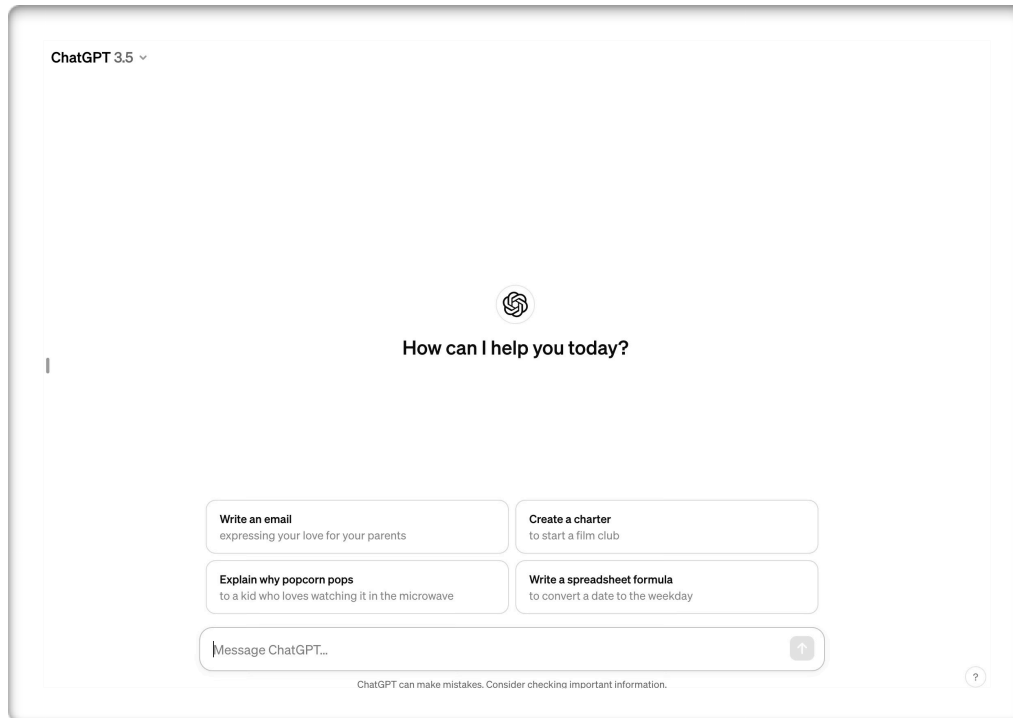 ChatGPT 3.5
How can I help you today?
Write an email
expressing your love for your parents
Create a charter
to start a film club
Explain why popcorn pops
to a kid who loves watching it in the microwave
Write a spreadsheet formula
to convert a date to the weekday
Message ChatGPT...
?
ChatGPT can make mistakes. Consider checking important information.